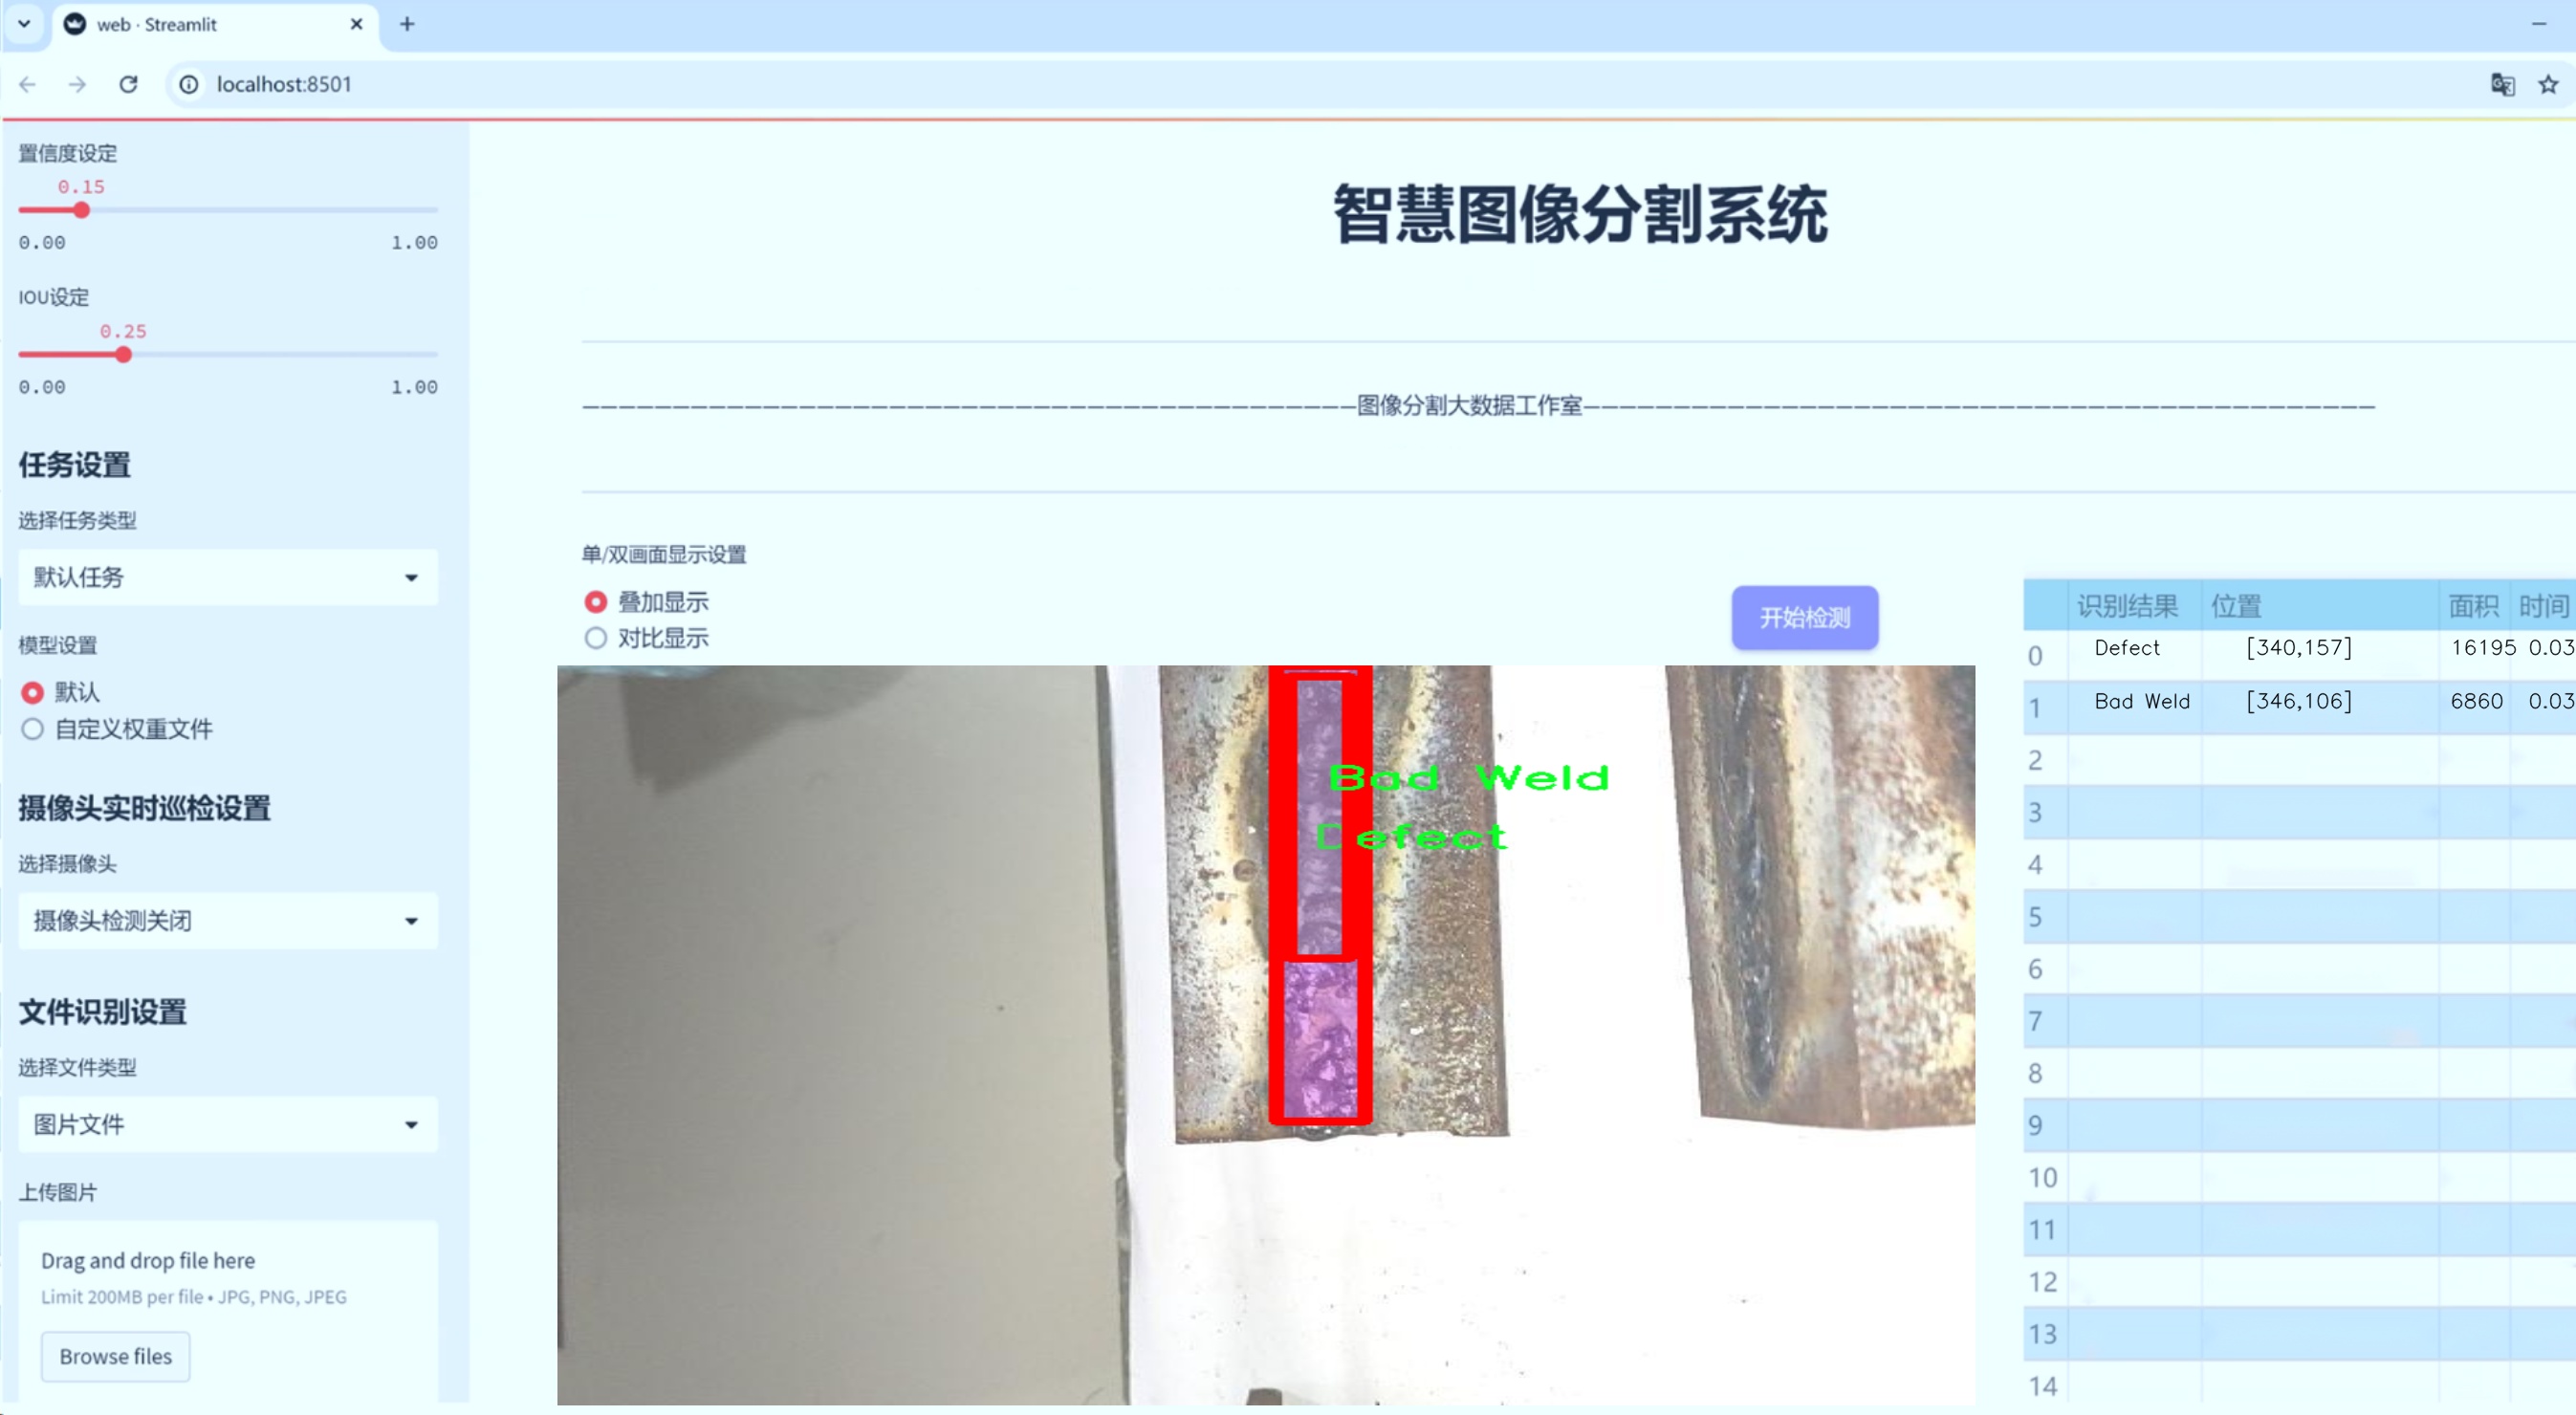 web · Streamlit
localhost:8501
置信度设定
0.15
0.00 1.00
IOU设定
0.25
0.00 1.00
任务设置
选择任务类型
默认任务
模型设置
默认
自定义权重文件
摄像头实时巡检设置
选择摄像头
摄像头检测关闭
文件识别设置
选择文件类型
图片文件
上传图片
Drag and drop file here
Limit 200MB per file • JPG, PNG, JPEG
Browse files
智慧图像分割系统
———————————————————————————————————————————图像分割大数据工作室————————————————————————————————————————————
单/双画面显示设置
叠加显示
对比显示
开始检测
Bad Weld
Defect
识别结果 位置 面积 时间
0 Defect [340,157] 16195 0.03
1 Bad Weld [346,106] 6860 0.03
2
3
4
5
6
7
8
9
10
11
12
13
14